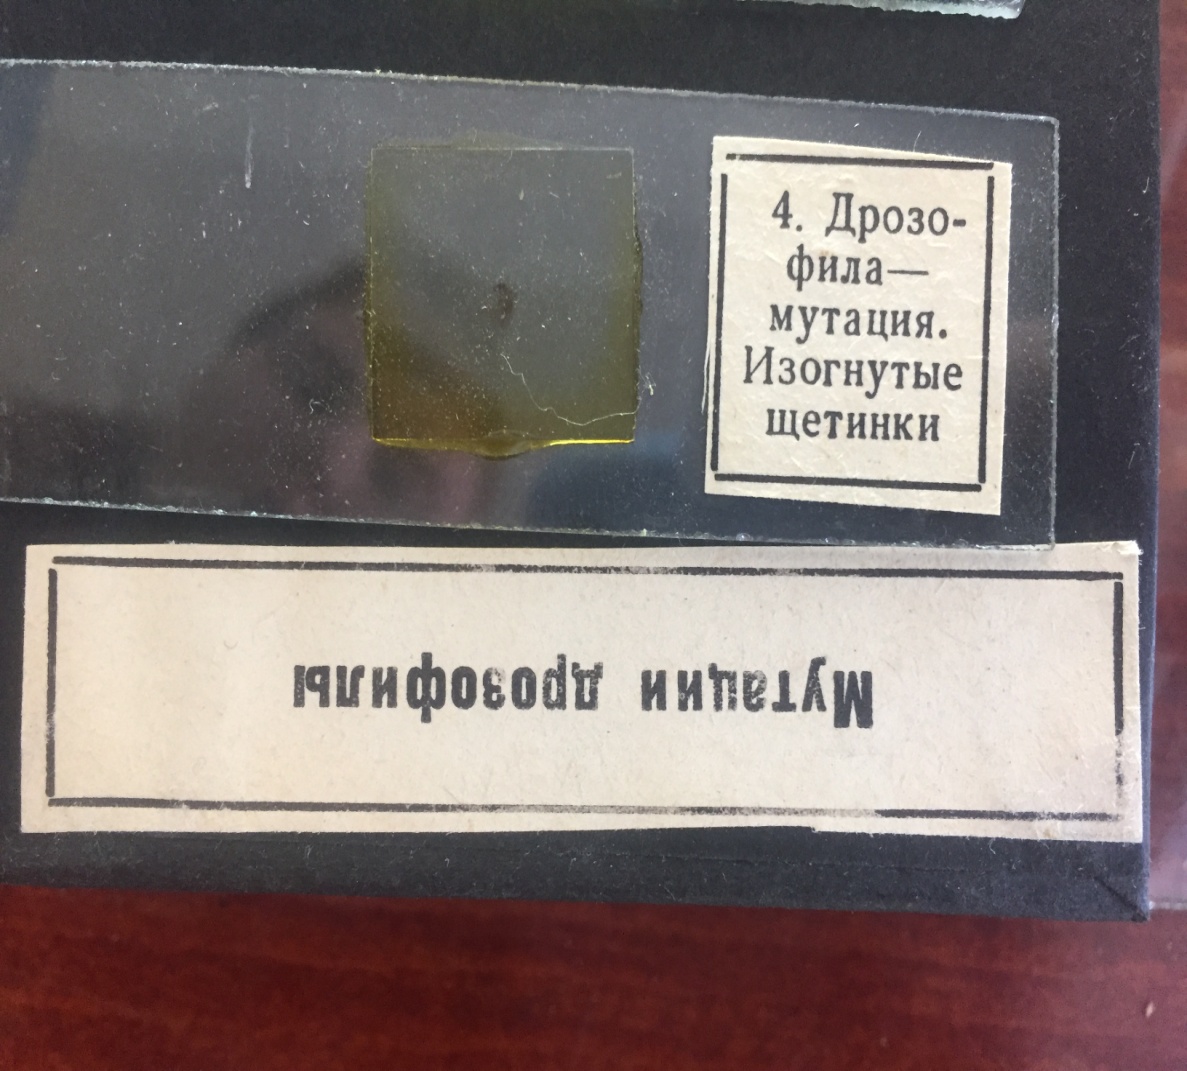 4. Дрозо-
фила—
мутация.
Изогнутые
щетинки
Мутации дрозофилы